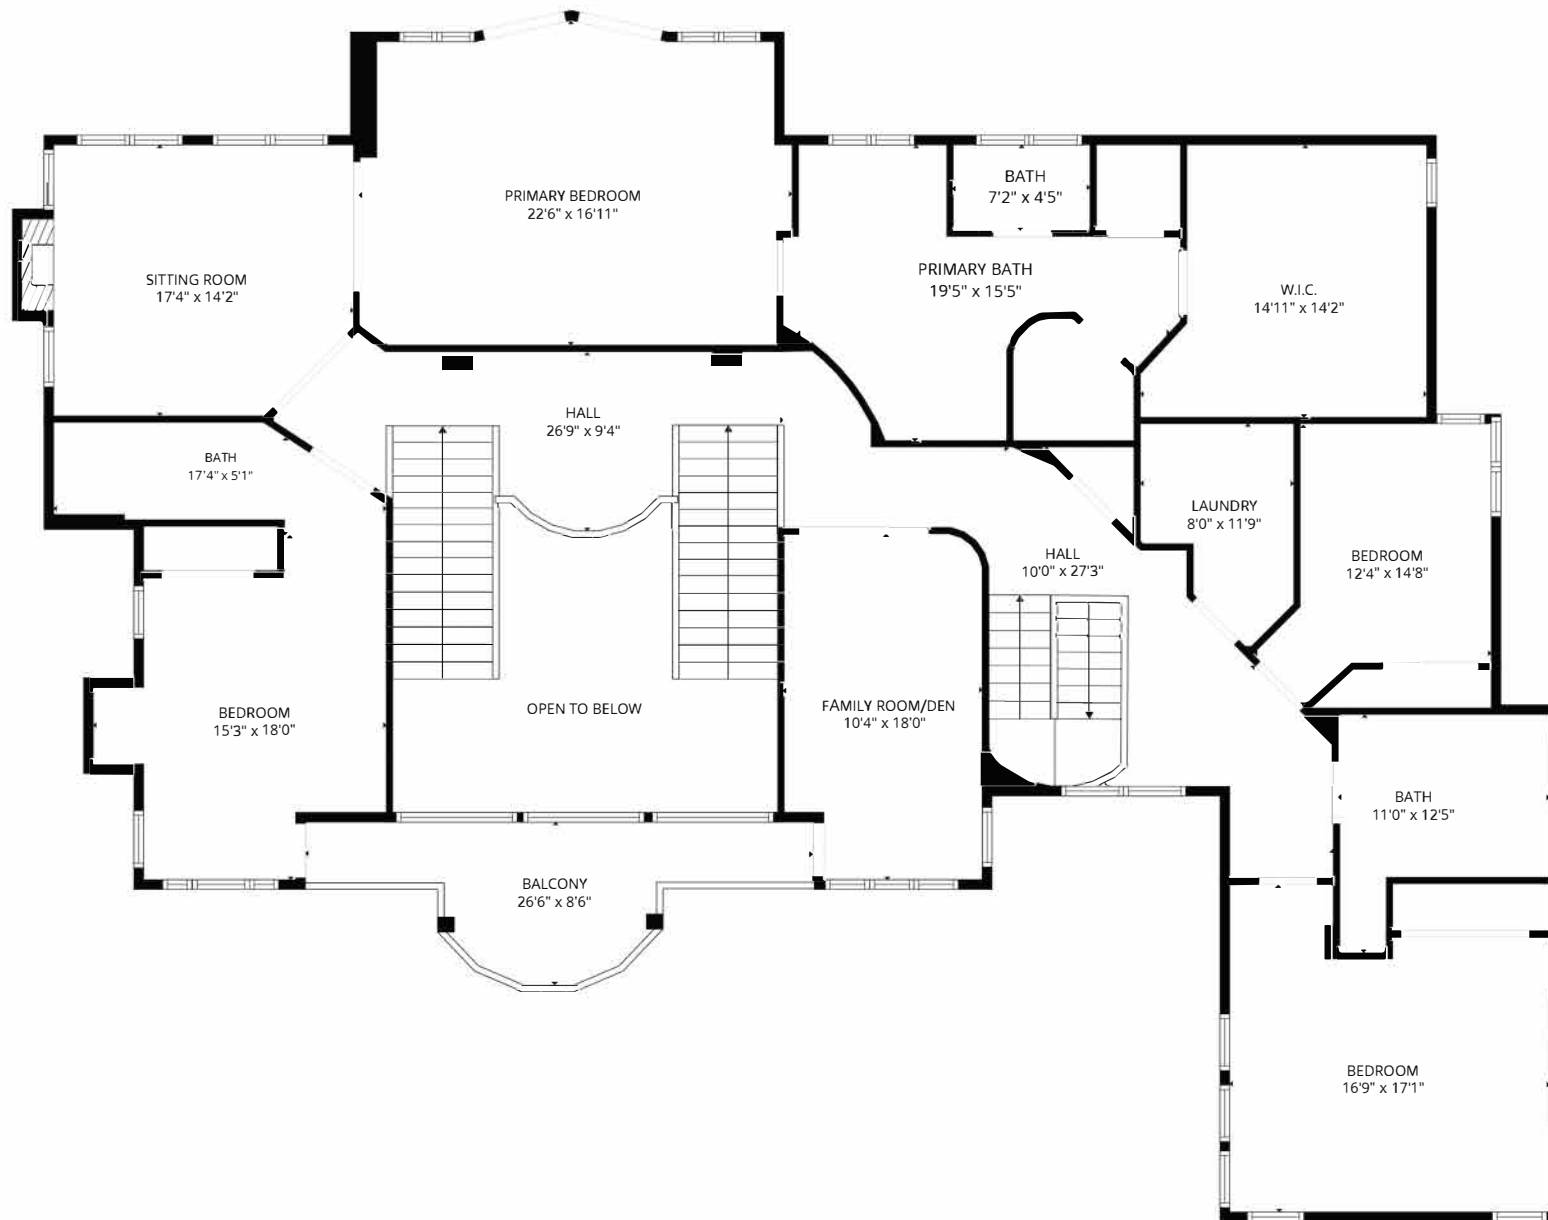 PRIMARY BEDROOM
22'6" x 16'11"
BATH
7'2" x 4'5"
SITTING ROOM
17'4" x 14'2"
PRIMARY BATH
19'5" x 15'5"
W.I.C.
14'11" x 14'2"
HALL
26'9" x 9'4"
BATH
17'4" x 5'1"
LAUNDRY
8'0" x 11'9"
HALL
10'0" x 27'3"
BEDROOM
12'4" x 14'8"
BEDROOM
15'3" x 18'0"
OPEN TO BELOW
FAMILY ROOM/DEN
10'4" x 18'0"
BATH
11'0" x 12'5"
BALCONY
26'6" x 8'6"
BEDROOM
16'9" x 17'1"